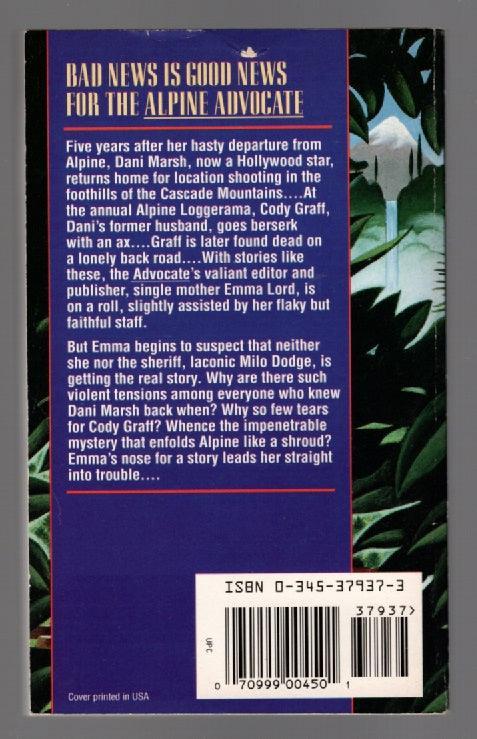 BAD NEWS IS GOOD NEWS
FOR THE ALPINE ADVOCATE
Five years after her hasty departure from
Alpine, Dani Marsh, now a Hollywood star,
returns home for location shooting in the
foothills of the Cascade Mountains....At
the annual Alpine Loggerama, Cody Graff,
Dani's former husband, goes berserk
with an ax....Graff is later found dead on
a lonely back road....With stories like
these, the Advocate's valiant editor and
publisher, single mother Emma Lord, is
on a roll, slightly assisted by her flaky but
faithful staff.
But Emma begins to suspect that neither
she nor the sheriff, laconic Milo Dodge, is
getting the real story. Why are there such
violent tensions among everyone who knew
Dani Marsh back when? Why so few tears
for Cody Graff? Whence the impenetrable
mystery that enfolds Alpine like a shroud?
Emma's nose for a story leads her straight
into trouble....
ISBN 0-345-37937-3
37937>
UPC
0 70999 00450 1
Cover printed in USA